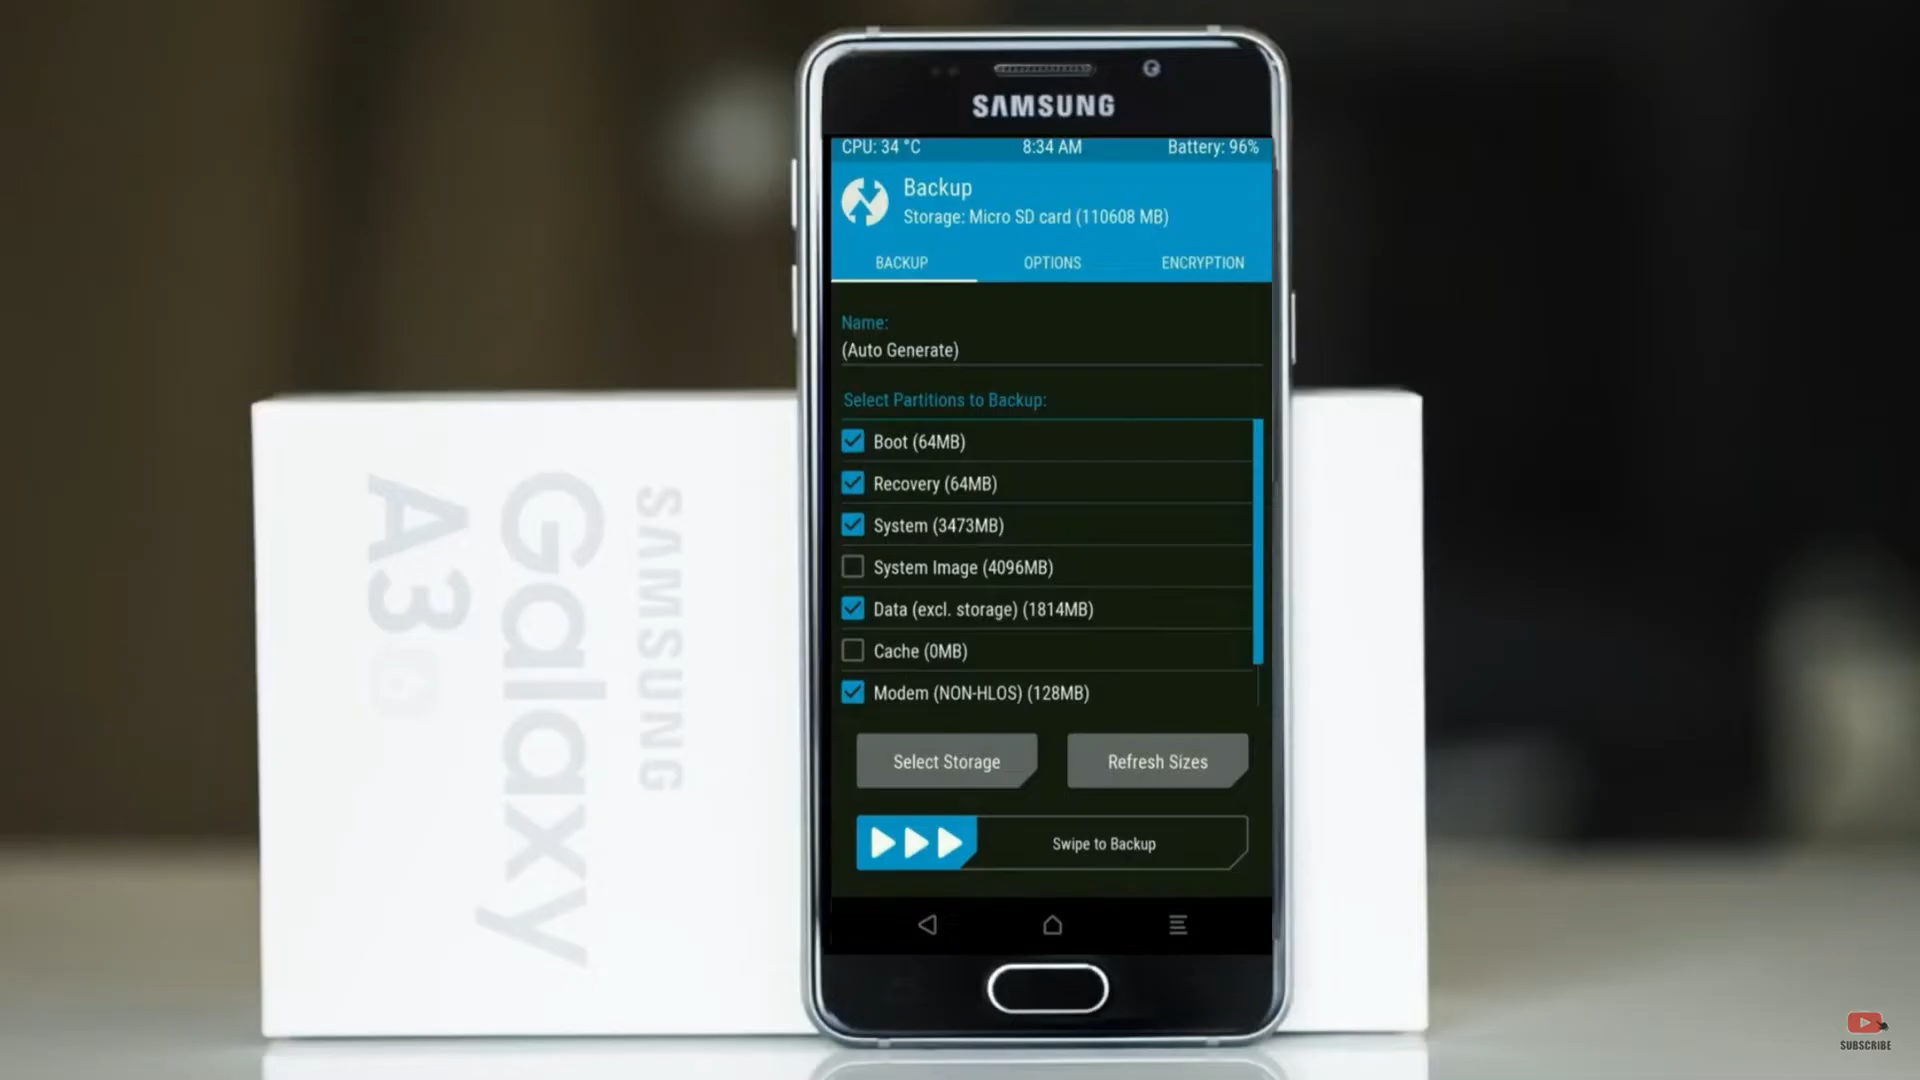 SAMSUNG
CPU: 34 °C
8:34 AM
Battery: 96%
Backup
Storage: Micro SD card (110608 MB)
BACKUP
OPTIONS
ENCRYPTION
Name:
(Auto Generate)
Select Partitions to Backup:
Boot (64MB)
Recovery (64MB)
System (3473MB)
System Image (4096MB)
Data (excl. storage) (1814MB)
Cache (0MB)
Modem (NON-HLOS) (128MB)
Select Storage
Refresh Sizes
Swipe to Backup
SAMSUNG
Galaxy
A3
SUBSCRIBE